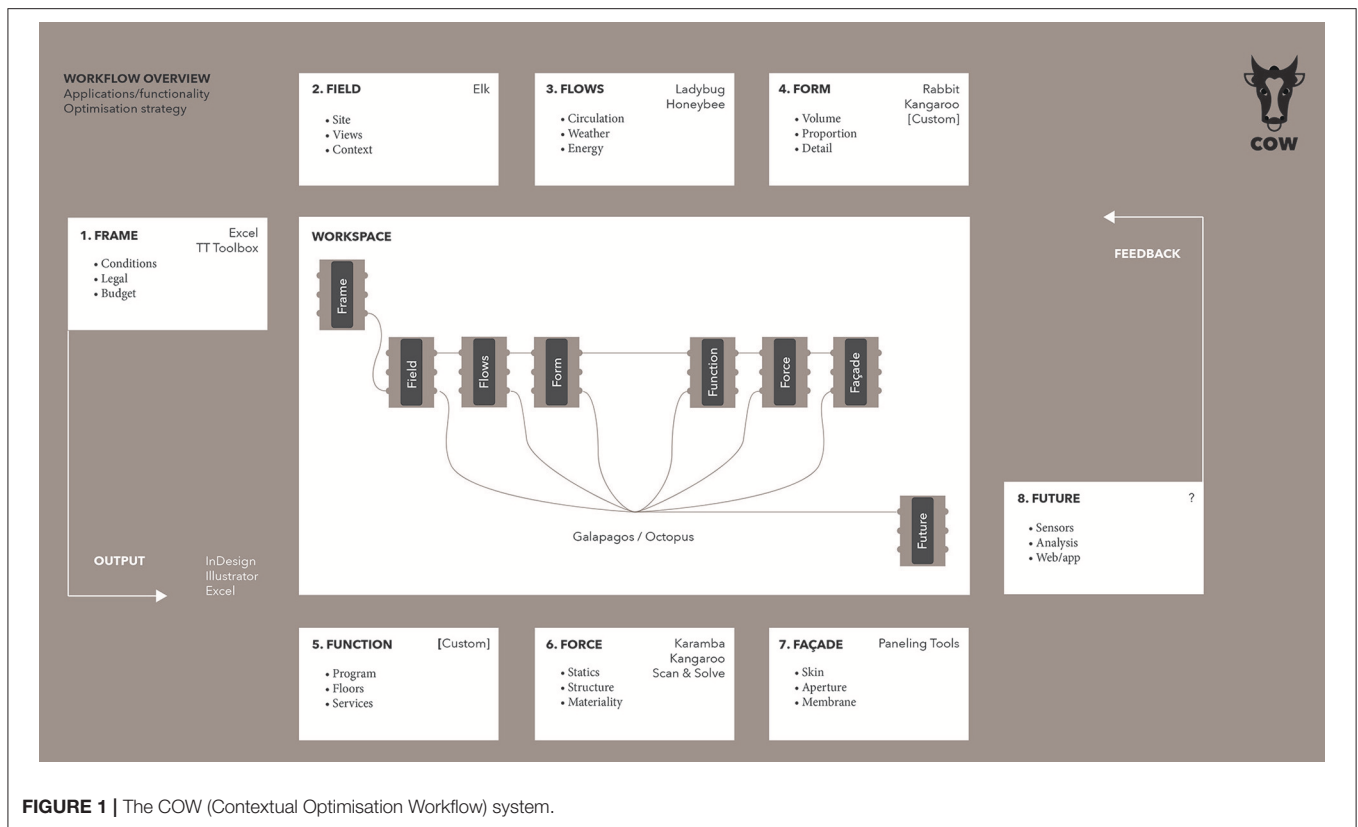 WORKFLOW OVERVIEW
Applications/functionality
Optimisation strategy
COW
1. FRAME
Excel
TT Toolbox
• Conditions
• Legal
• Budget
2. FIELD
Elk
• Site
• Views
• Context
3. FLOWS
Ladybug
Honeybee
• Circulation
• Weather
• Energy
4. FORM
Rabbit
Kangaroo
[Custom]
• Volume
• Proportion
• Detail
WORKSPACE
Frame
Field
Flows
Form
Function
Force
Façade
Galapagos / Octopus
Future
FEEDBACK
OUTPUT
InDesign
Illustrator
Excel
5. FUNCTION
[Custom]
• Program
• Floors
• Services
6. FORCE
Karamba
Kangaroo
Scan & Solve
• Statics
• Structure
• Materiality
7. FAÇADE
Paneling Tools
• Skin
• Aperture
• Membrane
8. FUTURE
?
• Sensors
• Analysis
• Web/app
FIGURE 1 | The COW (Contextual Optimisation Workflow) system.